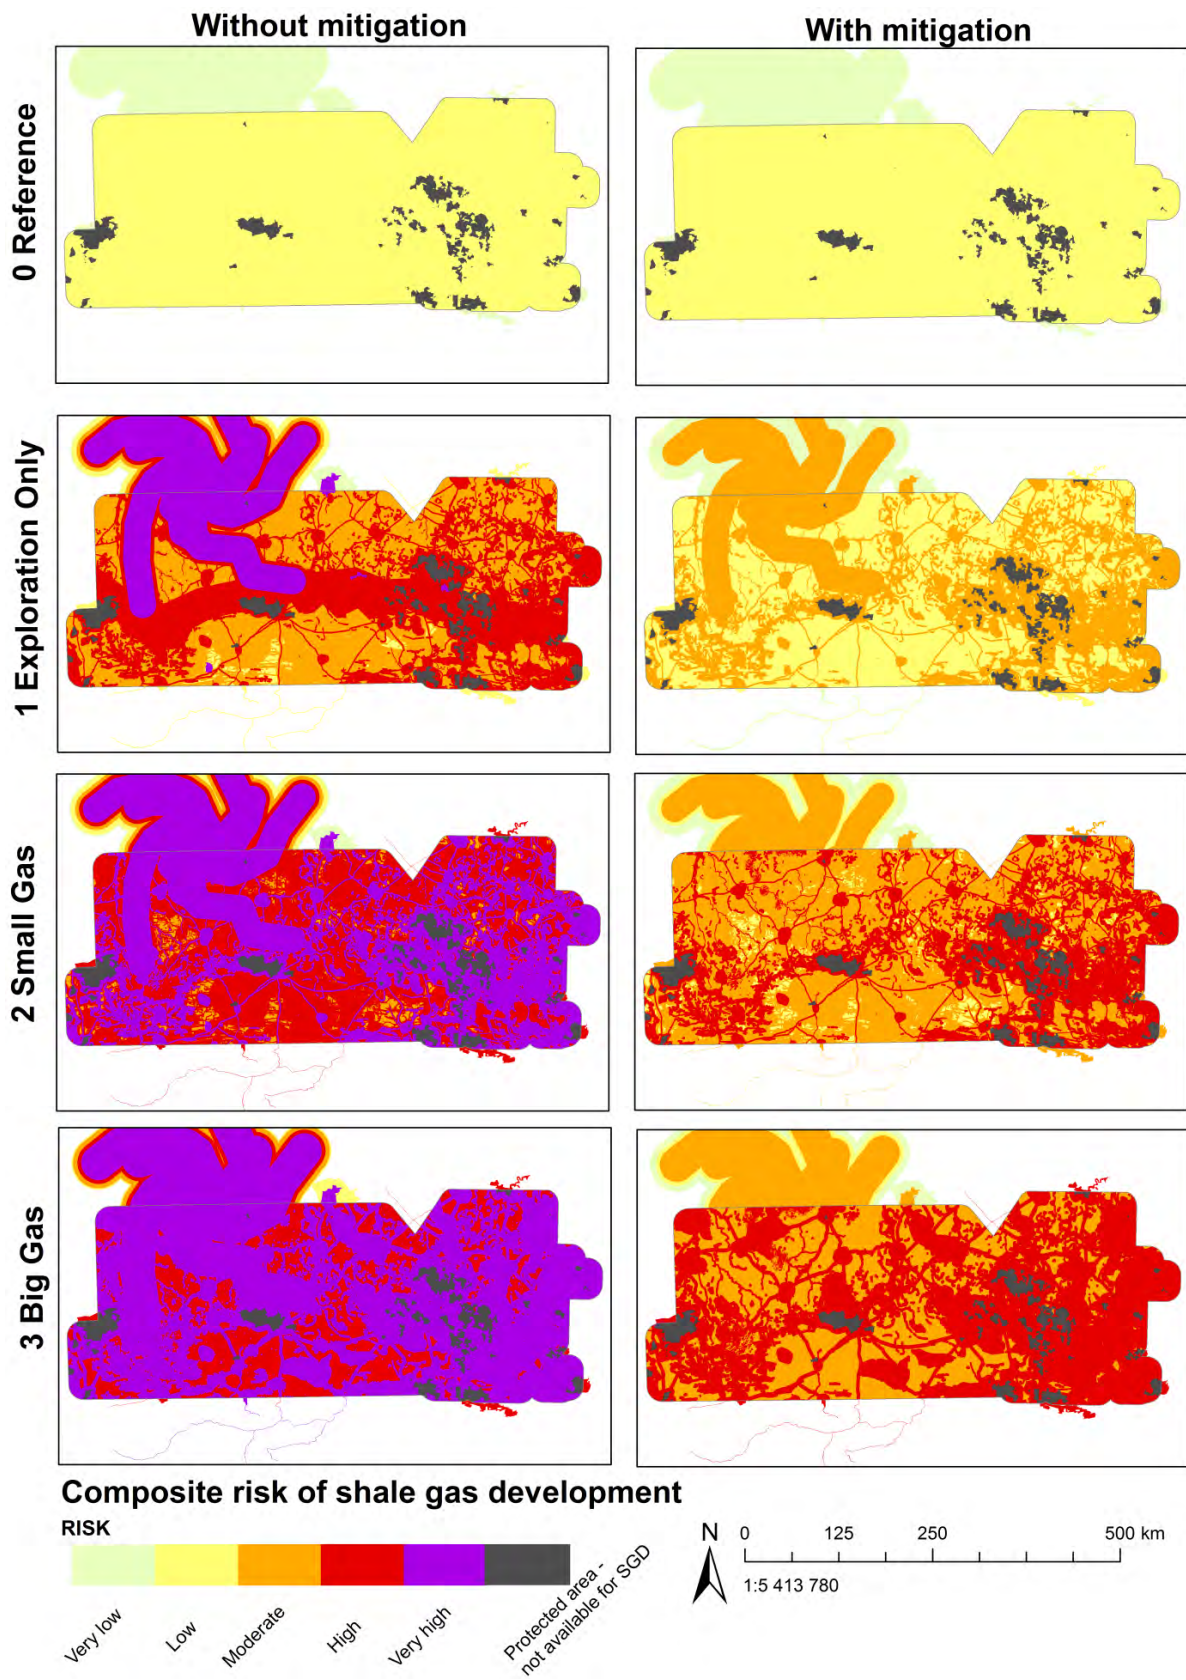 Without mitigation
With mitigation
0 Reference
1 Exploration Only
2 Small Gas
3 Big Gas
Composite risk of shale gas development
RISK
Very low
Low
Moderate
High
Very high
Protected area -
not available for SGD
N
0 125 250 500 km
1:5 413 780